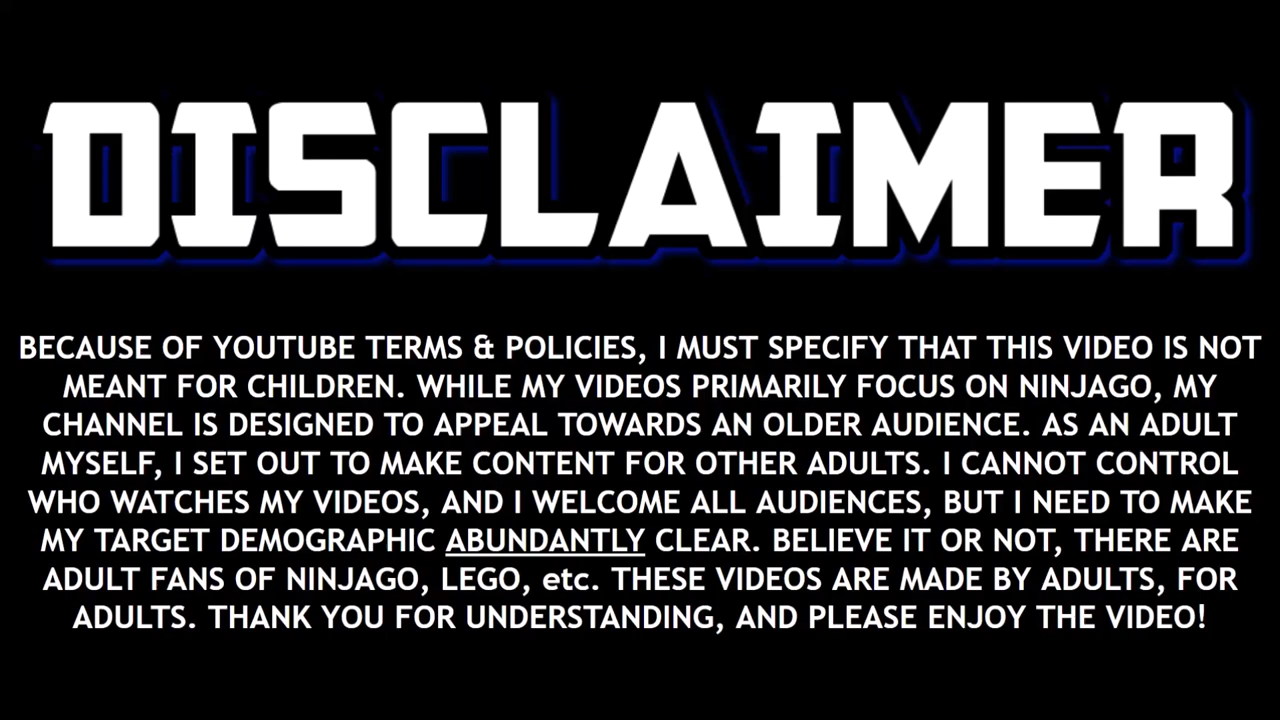 DISCLAIMER
BECAUSE OF YOUTUBE TERMS & POLICIES, I MUST SPECIFY THAT THIS VIDEO IS NOT
MEANT FOR CHILDREN. WHILE MY VIDEOS PRIMARILY FOCUS ON NINJAGO, MY
CHANNEL IS DESIGNED TO APPEAL TOWARDS AN OLDER AUDIENCE. AS AN ADULT
MYSELF, I SET OUT TO MAKE CONTENT FOR OTHER ADULTS. I CANNOT CONTROL
WHO WATCHES MY VIDEOS, AND I WELCOME ALL AUDIENCES, BUT I NEED TO MAKE
MY TARGET DEMOGRAPHIC ABUNDANTLY CLEAR. BELIEVE IT OR NOT, THERE ARE
ADULT FANS OF NINJAGO, LEGO, etc. THESE VIDEOS ARE MADE BY ADULTS, FOR
ADULTS. THANK YOU FOR UNDERSTANDING, AND PLEASE ENJOY THE VIDEO!